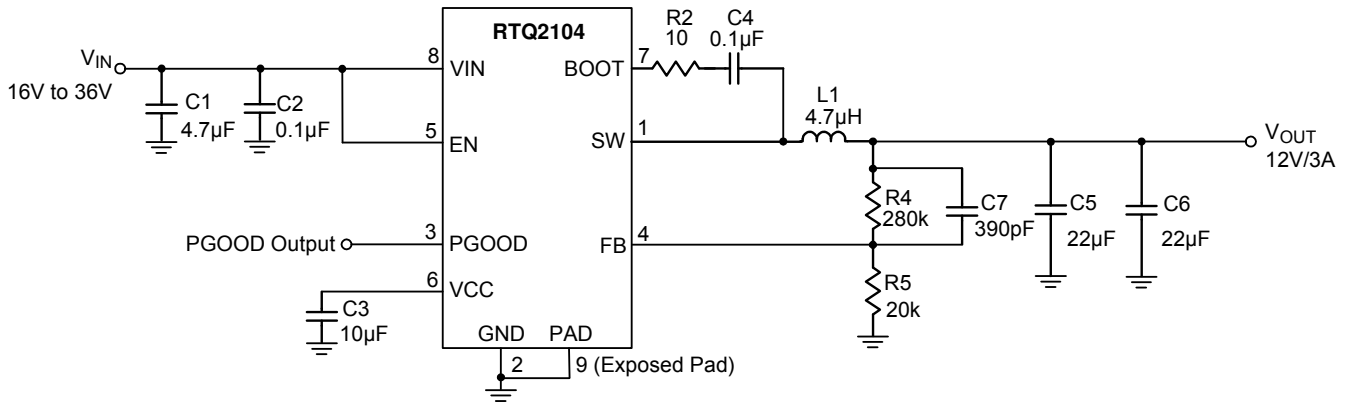 RTQ2104
VIN
16V to 36V
C1
4.7µF
C2
0.1µF
8
VIN
5
EN
PGOOD Output
3
PGOOD
6
VCC
C3
10µF
GND
PAD
2
9 (Exposed Pad)
BOOT
7
R2
10
C4
0.1µF
SW
1
L1
4.7µH
FB
4
R4
280k
C7
390pF
R5
20k
C5
22µF
C6
22µF
VOUT
12V/3A